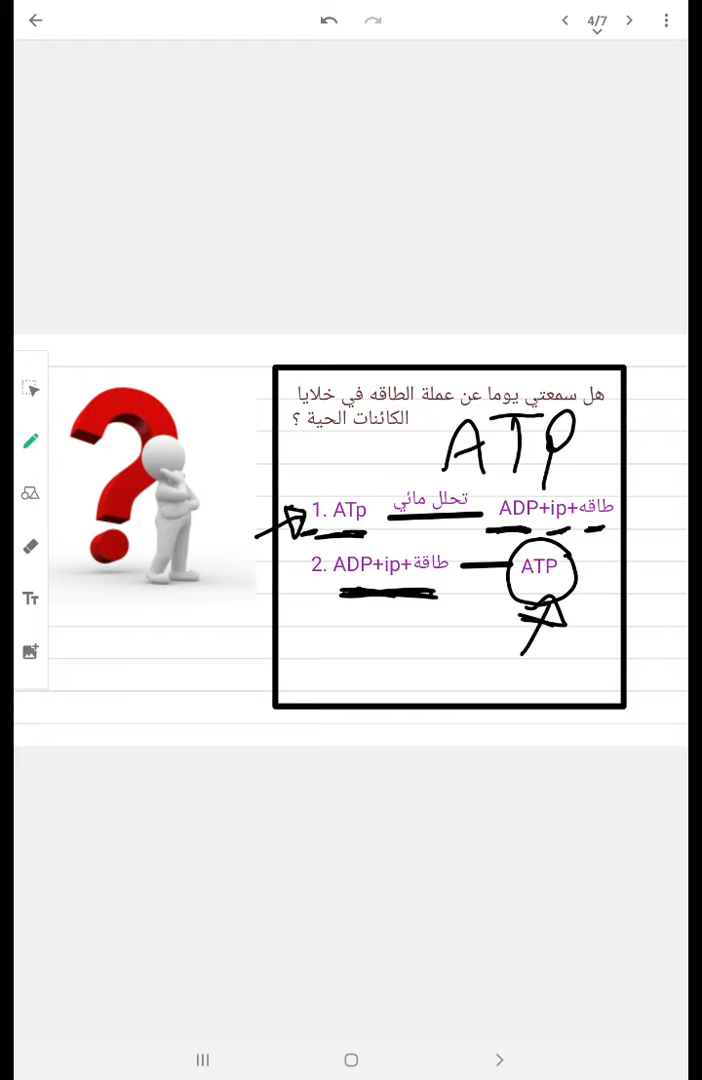 4/7
هل سمعتي يوما عن عملة الطاقه في خلايا
الكائنات الحية ؟
ATP
1. ATp تحلل مائي ADP+ip+طاقه
2. ADP+ip+طاقة ATP
Tт